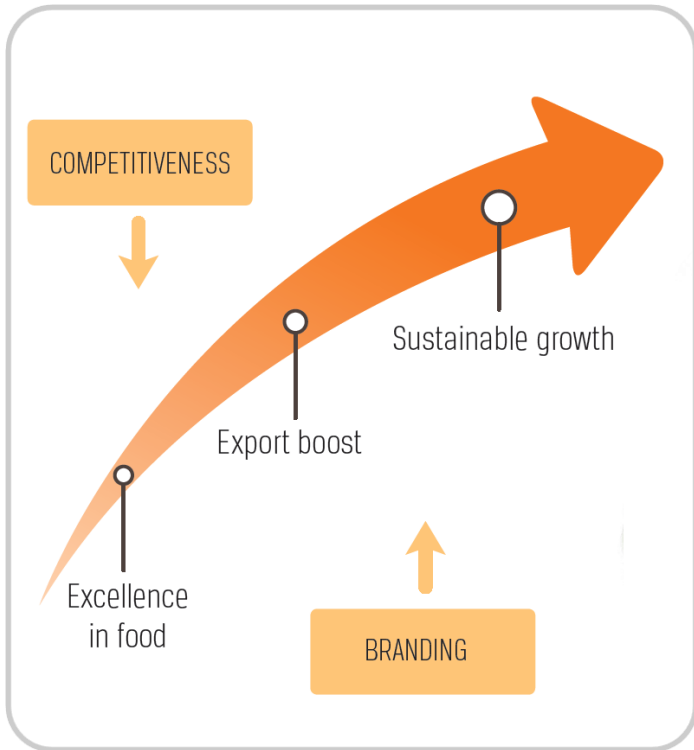 COMPETITIVENESS
Sustainable growth
Export boost
Excellence
in food
BRANDING